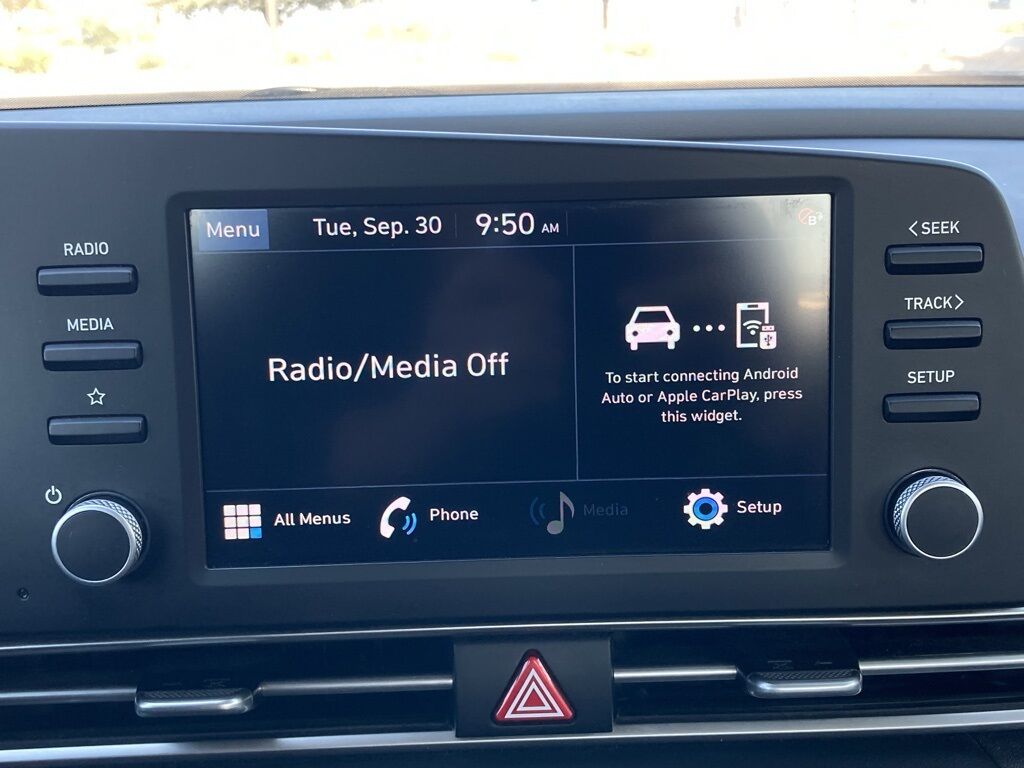 Menu
Tue, Sep. 30
9:50 AM
B
RADIO
MEDIA
<SEEK
TRACK>
SETUP
Radio/Media Off
To start connecting Android
Auto or Apple CarPlay, press
this widget.
All Menus
Phone
Media
Setup